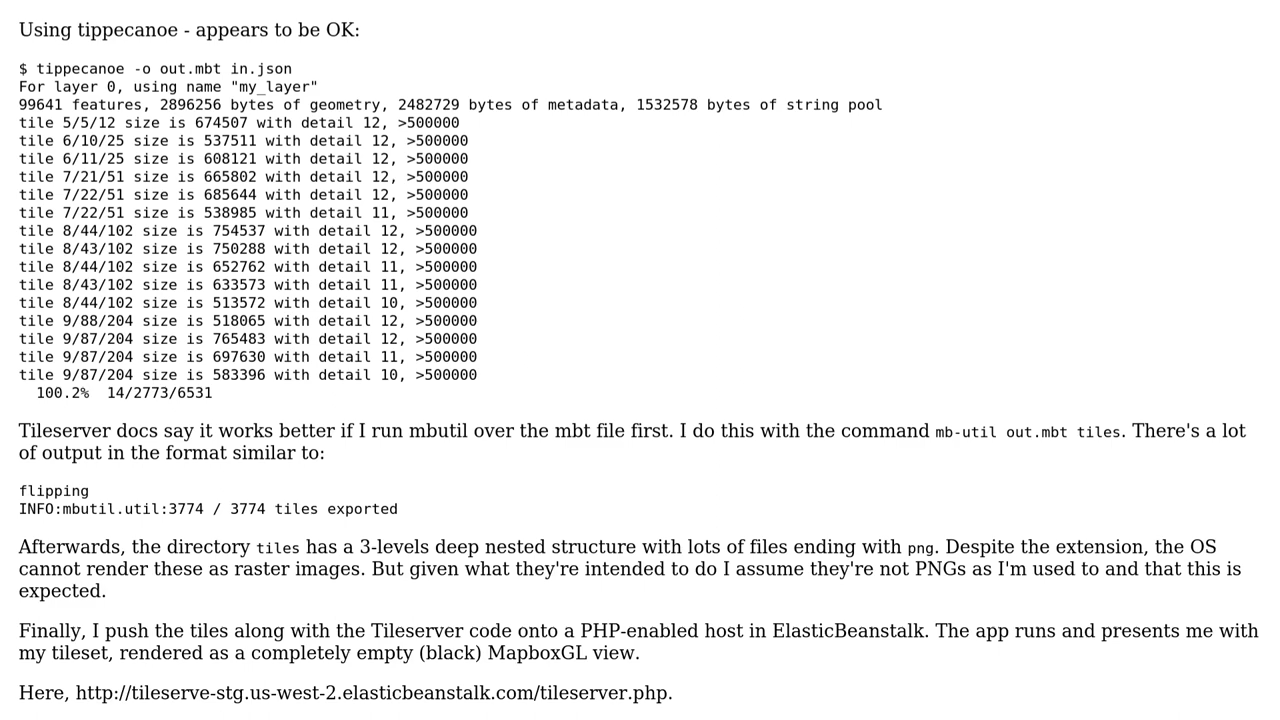 Using tippecanoe - appears to be OK:
$ tippecanoe -o out.mbt in.json
For layer 0, using name "my_layer"
99641 features, 2896256 bytes of geometry, 2482729 bytes of metadata, 1532578 bytes of string pool
tile 5/5/12 size is 674507 with detail 12, >500000
tile 6/10/25 size is 537511 with detail 12, >500000
tile 6/11/25 size is 608121 with detail 12, >500000
tile 7/21/51 size is 665802 with detail 12, >500000
tile 7/22/51 size is 685644 with detail 12, >500000
tile 7/22/51 size is 538985 with detail 11, >500000
tile 8/44/102 size is 754537 with detail 12, >500000
tile 8/43/102 size is 750288 with detail 12, >500000
tile 8/44/102 size is 652762 with detail 11, >500000
tile 8/43/102 size is 633573 with detail 11, >500000
tile 8/44/102 size is 513572 with detail 10, >500000
tile 9/88/204 size is 518065 with detail 12, >500000
tile 9/87/204 size is 765483 with detail 12, >500000
tile 9/87/204 size is 697630 with detail 11, >500000
tile 9/87/204 size is 583396 with detail 10, >500000
  100.2%  14/2773/6531
Tileserver docs say it works better if I run mbutil over the mbt file first. I do this with the command mb-util out.mbt tiles. There's a lot
of output in the format similar to:
flipping
INFO:mbutil.util:3774 / 3774 tiles exported
Afterwards, the directory tiles has a 3-levels deep nested structure with lots of files ending with png. Despite the extension, the OS
cannot render these as raster images. But given what they're intended to do I assume they're not PNGs as I'm used to and that this is
expected.
Finally, I push the tiles along with the Tileserver code onto a PHP-enabled host in ElasticBeanstalk. The app runs and presents me with
my tileset, rendered as a completely empty (black) MapboxGL view.
Here, http://tileserve-stg.us-west-2.elasticbeanstalk.com/tileserver.php.